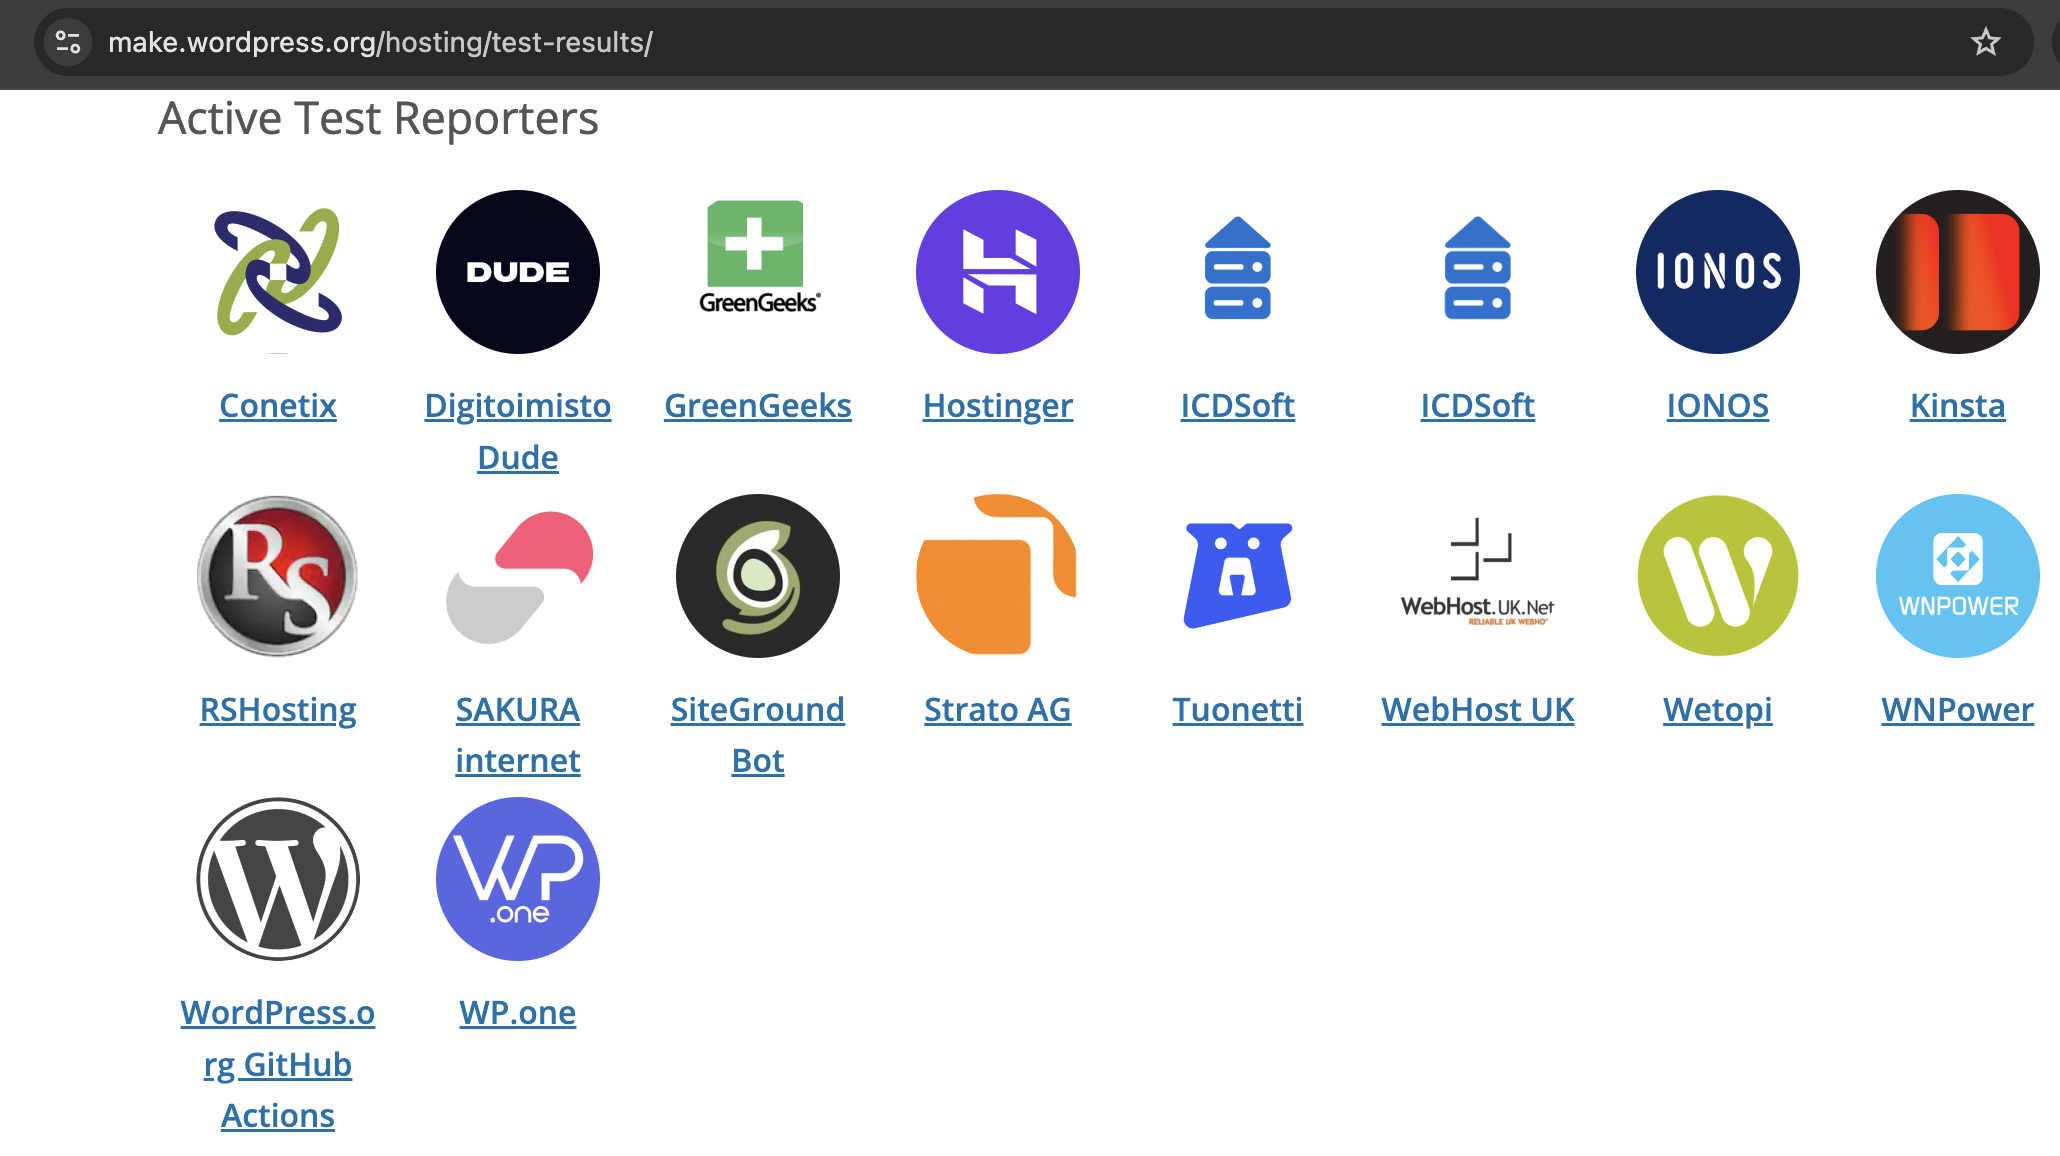 make.wordpress.org/hosting/test-results/
Active Test Reporters
DUDE
GreenGeeks®
IONOS
Conetix
Digitoimisto
Dude
GreenGeeks
Hostinger
ICDSoft
ICDSoft
IONOS
Kinsta
RS
WebHost.UK.Net
RELIABLE UK WEBHO'
WNPOWER
RSHosting
SAKURA
internet
SiteGround
Bot
Strato AG
Tuonetti
WebHost UK
Wetopi
WNPower
W
WP
.one
WordPress.o
rg GitHub
Actions
WP.one